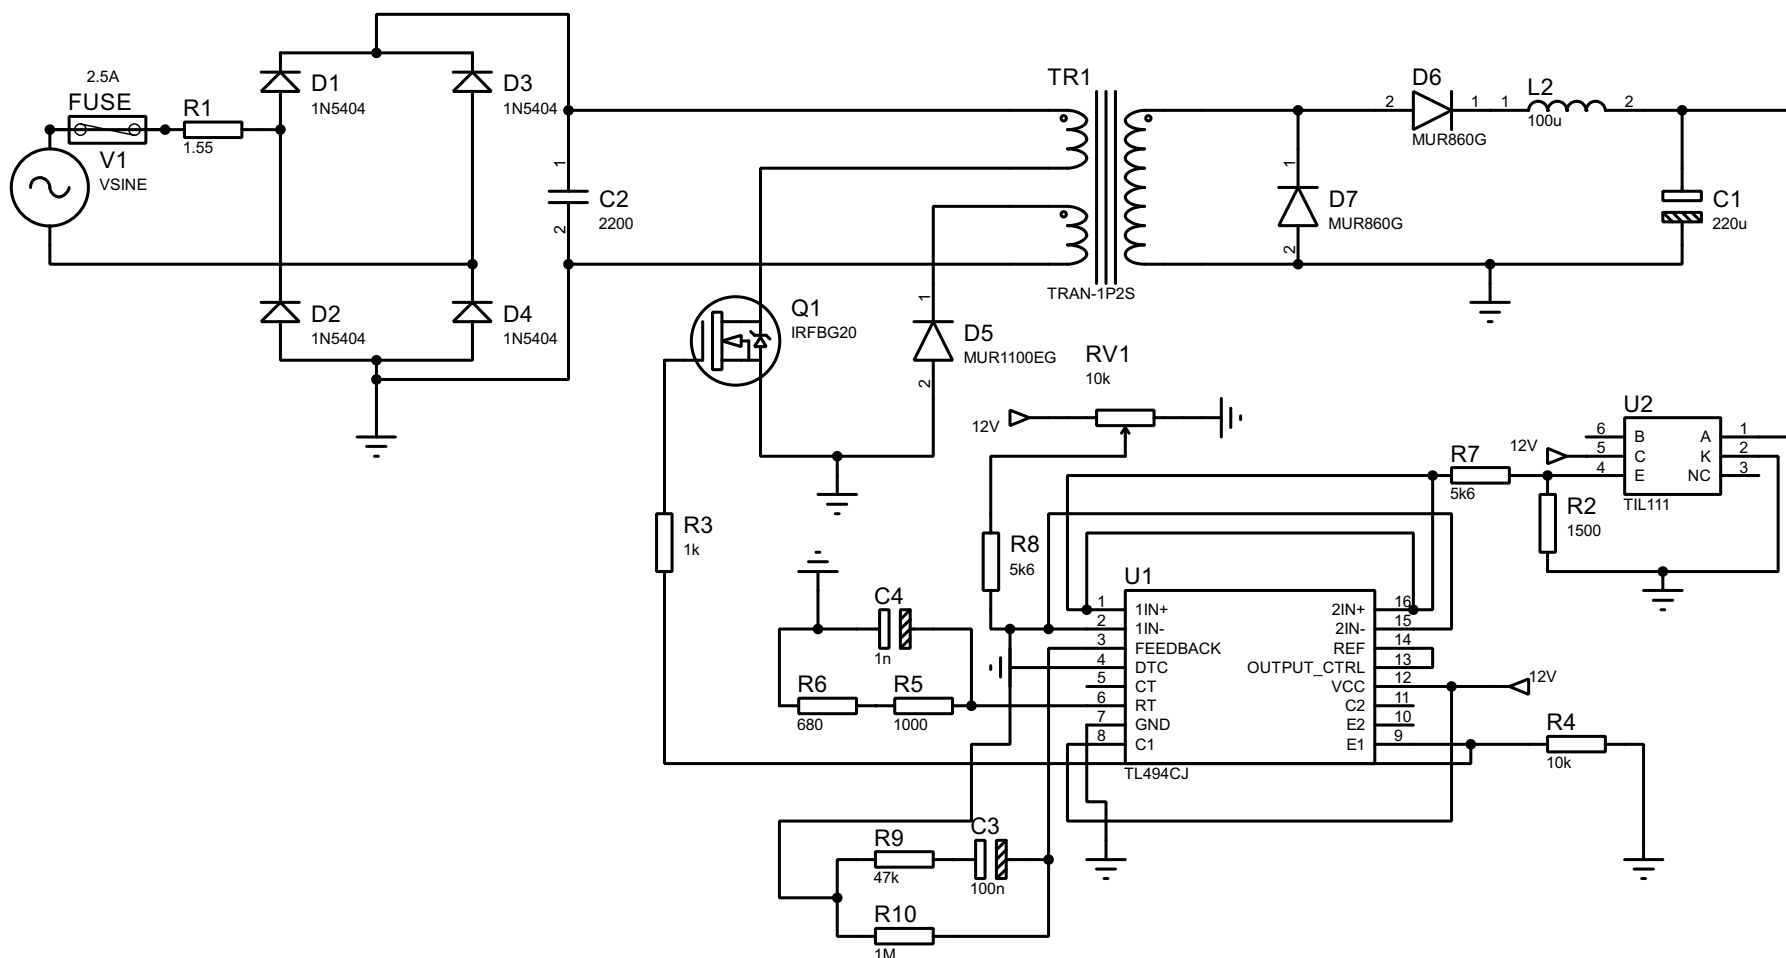 2.5A
FUSE
V1
VSINE
R1
1.55
D1
1N5404
D3
1N5404
D2
1N5404
D4
1N5404
1
C2
2200
2
TR1
TRAN-1P2S
D6
2
1
MUR860G
L2
1
2
100u
1
D7
MUR860G
2
C1
220u
Q1
IRFBG20
1
D5
MUR1100EG
2
RV1
10k
12V
R3
1k
R8
5k6
R7
5k6
12V
U2
6
B
A
1
5
C
K
2
4
E
NC
3
TIL111
R2
1500
C4
1n
R6
680
R5
1000
U1
1
1IN+
2IN+
16
2
1IN-
2IN-
15
3
FEEDBACK
REF
14
4
DTC
OUTPUT_CTRL
13
5
CT
VCC
12
6
RT
C2
11
7
GND
E2
10
8
C1
E1
9
TL494CJ
12V
R4
10k
R9
47k
C3
100n
R10
1M